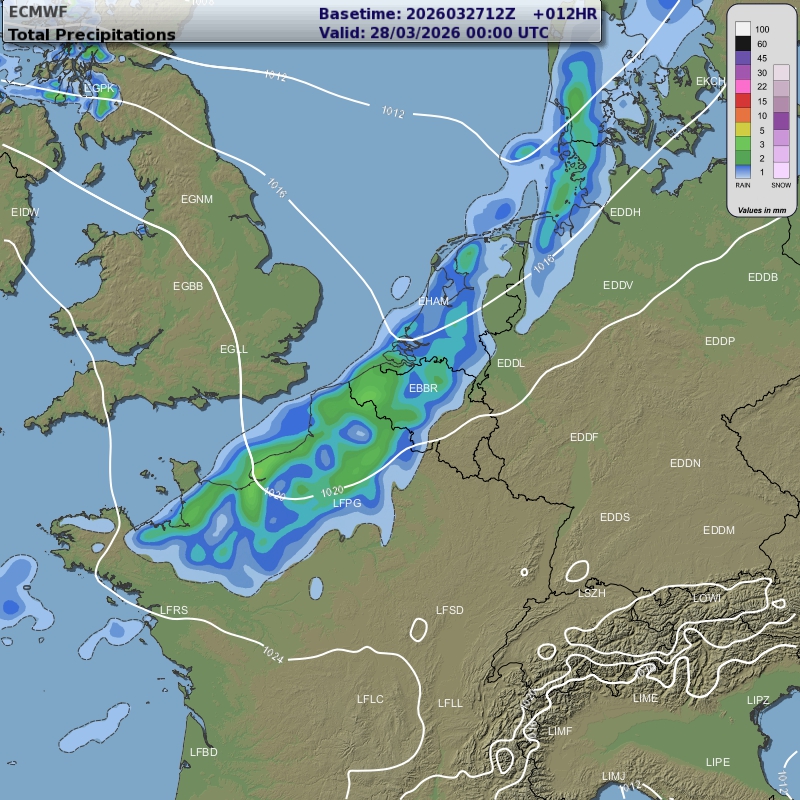 ECMWF
Basetime: 2026032712Z +012HR
Total Precipitations
Valid: 28/03/2026 00:00 UTC
1012
1012
1016
1016
1020
1020
1024
1012
1012
EGPK
EKCH
EIDW
EGNM
EDDH
EGBB
EHAM
EDDV
EDDB
EGLL
EDDL
EDDP
EBBR
EDDF
EDDN
LFPG
EDDS
EDDM
LFRS
LFSD
LSZH
LOWI
LFLC
LFLL
LIME
LIPZ
LIMF
LFBD
LIPE
LIMJ
100
60
45
30
22
15
10
5
3
2
1
RAIN SNOW
Values in mm